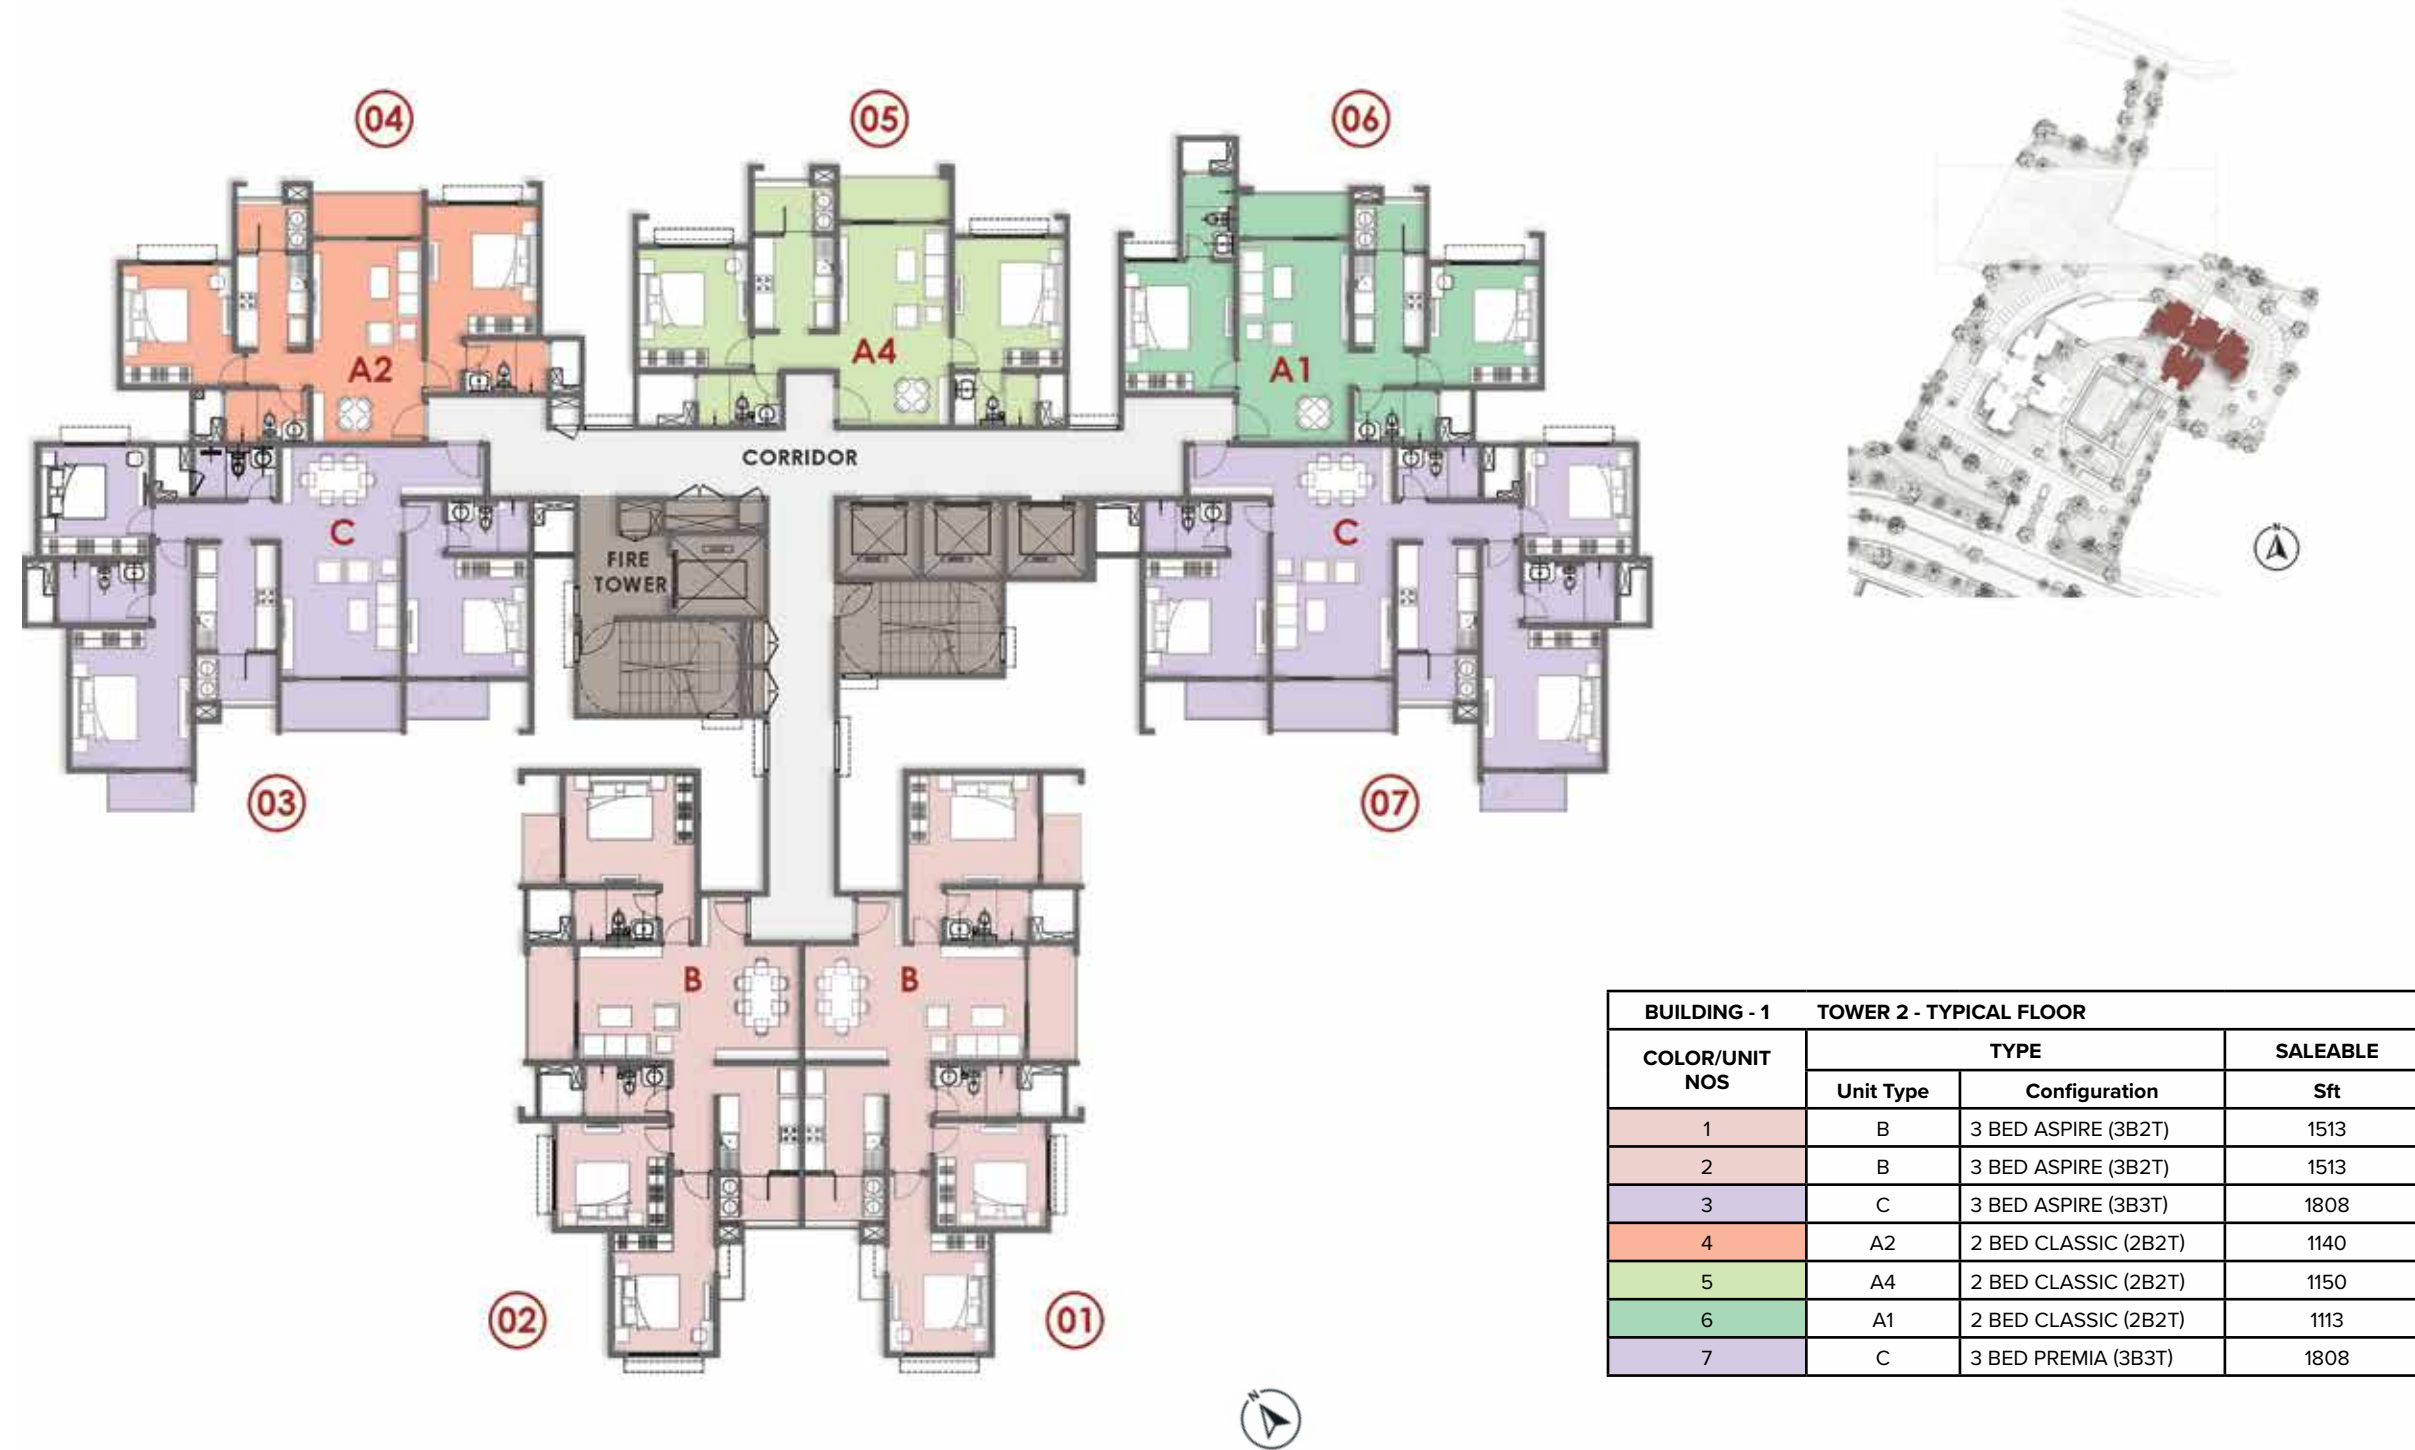 04
05
06
A2
A4
A1
CORRIDOR
C
FIRE
TOWER
C
03
07
B
B
02
01
N
N
BUILDING - 1 TOWER 2 - TYPICAL FLOOR
COLOR/UNIT NOS TYPE SALEABLE
Unit Type Configuration Sft
1 B 3 BED ASPIRE (3B2T) 1513
2 B 3 BED ASPIRE (3B2T) 1513
3 C 3 BED ASPIRE (3B3T) 1808
4 A2 2 BED CLASSIC (2B2T) 1140
5 A4 2 BED CLASSIC (2B2T) 1150
6 A1 2 BED CLASSIC (2B2T) 1113
7 C 3 BED PREMIA (3B3T) 1808